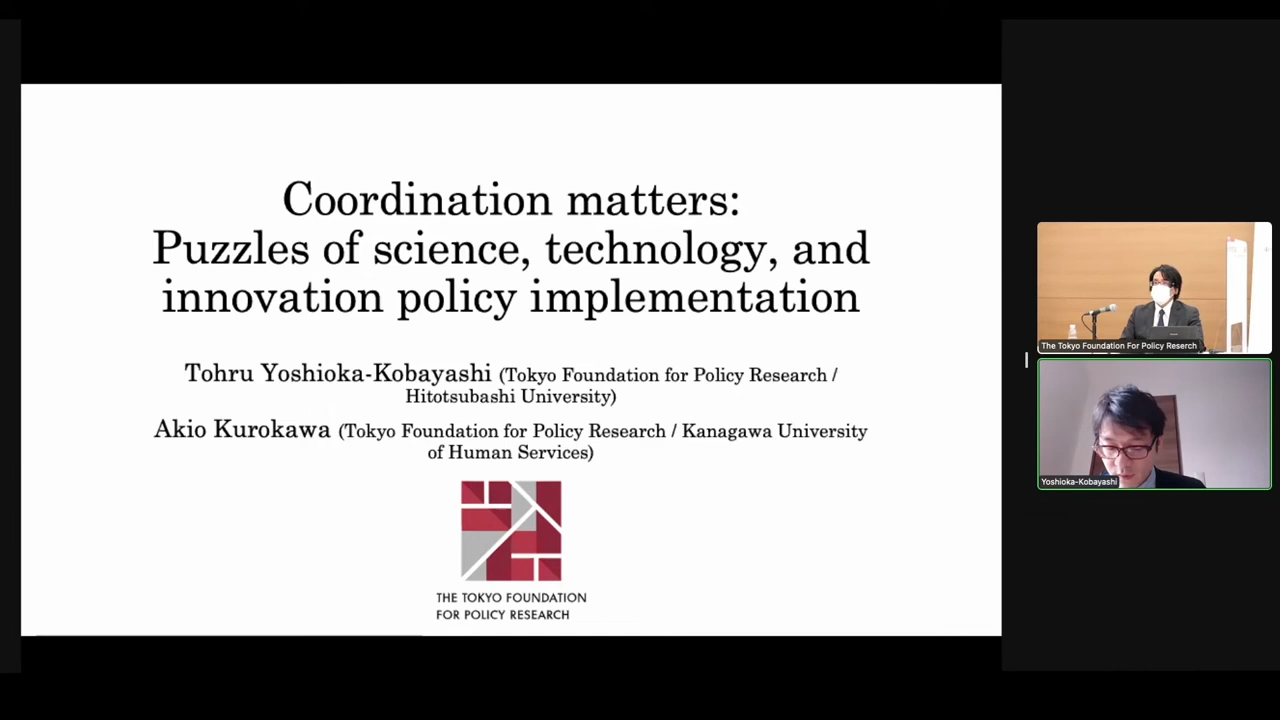 Coordination matters:
Puzzles of science, technology, and
innovation policy implementation
Tohru Yoshioka-Kobayashi (Tokyo Foundation for Policy Research /
Hitotsubashi University)
Akio Kurokawa (Tokyo Foundation for Policy Research / Kanagawa University
of Human Services)
THE TOKYO FOUNDATION
FOR POLICY RESEARCH
The Tokyo Foundation For Policy Reserch
Yoshioka-Kobayashi